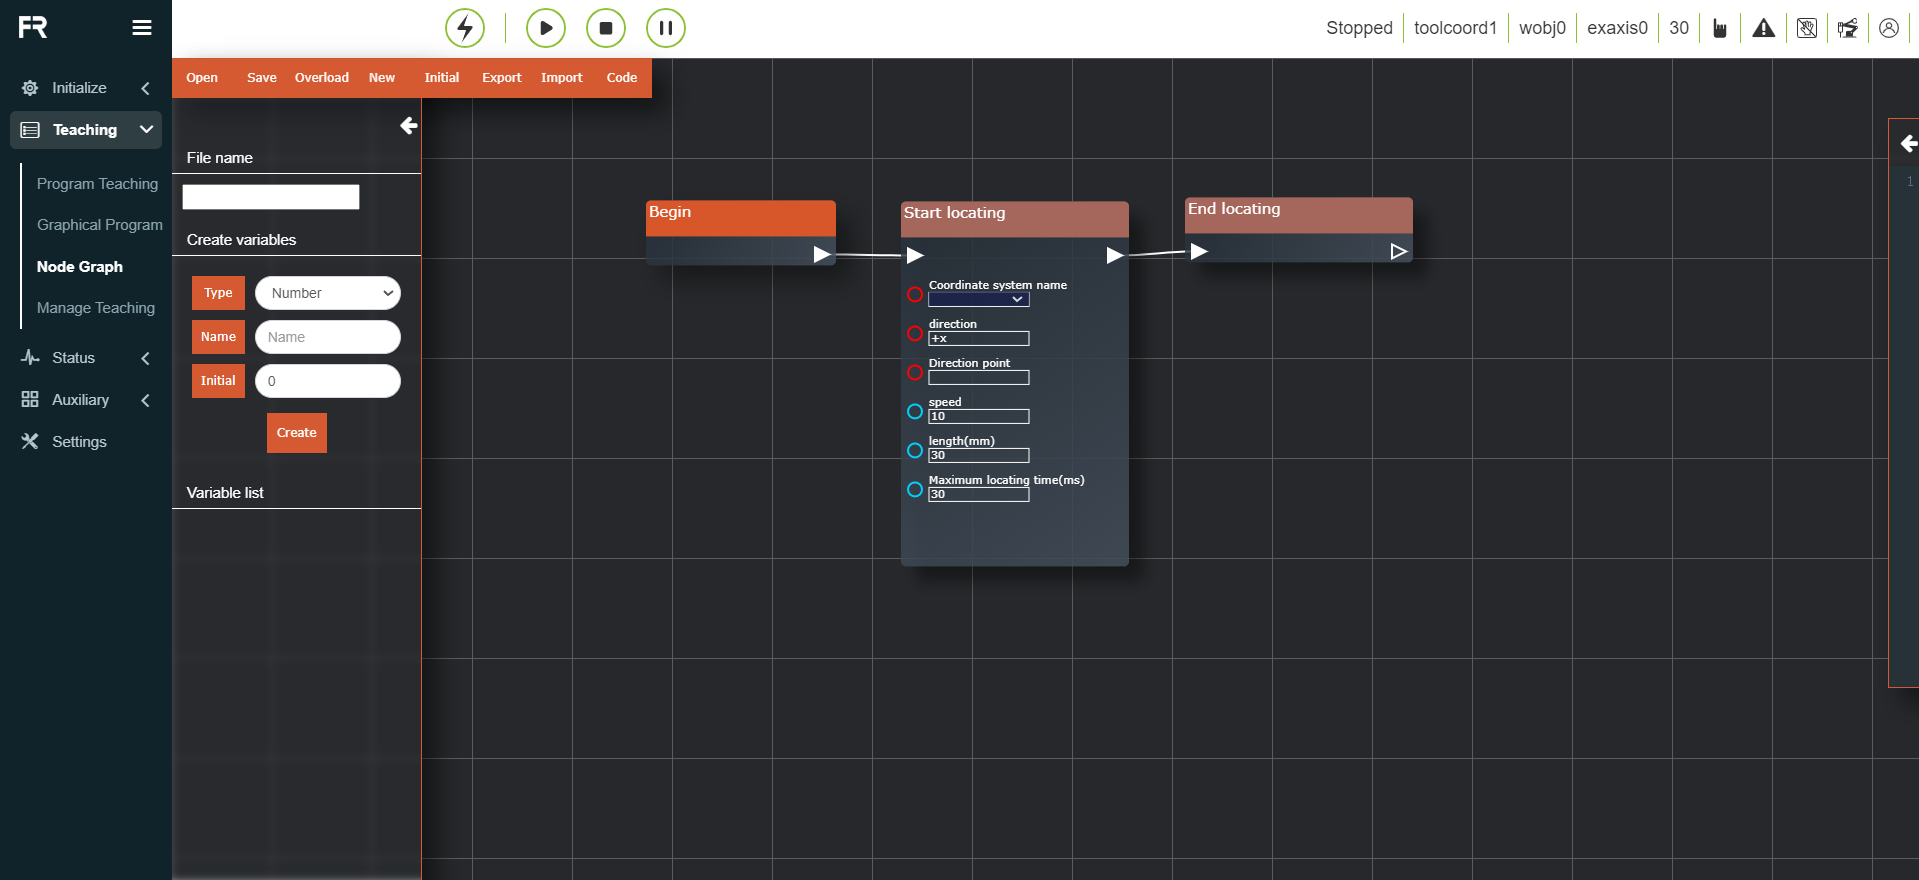 FR
Stopped
toolcoord1
wobj0
exaxis0
30
Open
Save
Overload
New
Initial
Export
Import
Code
Initialize
Teaching
Program Teaching
Graphical Program
Node Graph
Manage Teaching
Status
Auxiliary
Settings
File name
Create variables
Type
Number
Name
Name
Initial
0
Create
Variable list
Begin
Start locating
Coordinate system name
direction
+x
Direction point
speed
10
length(mm)
30
Maximum locating time(ms)
30
End locating
1